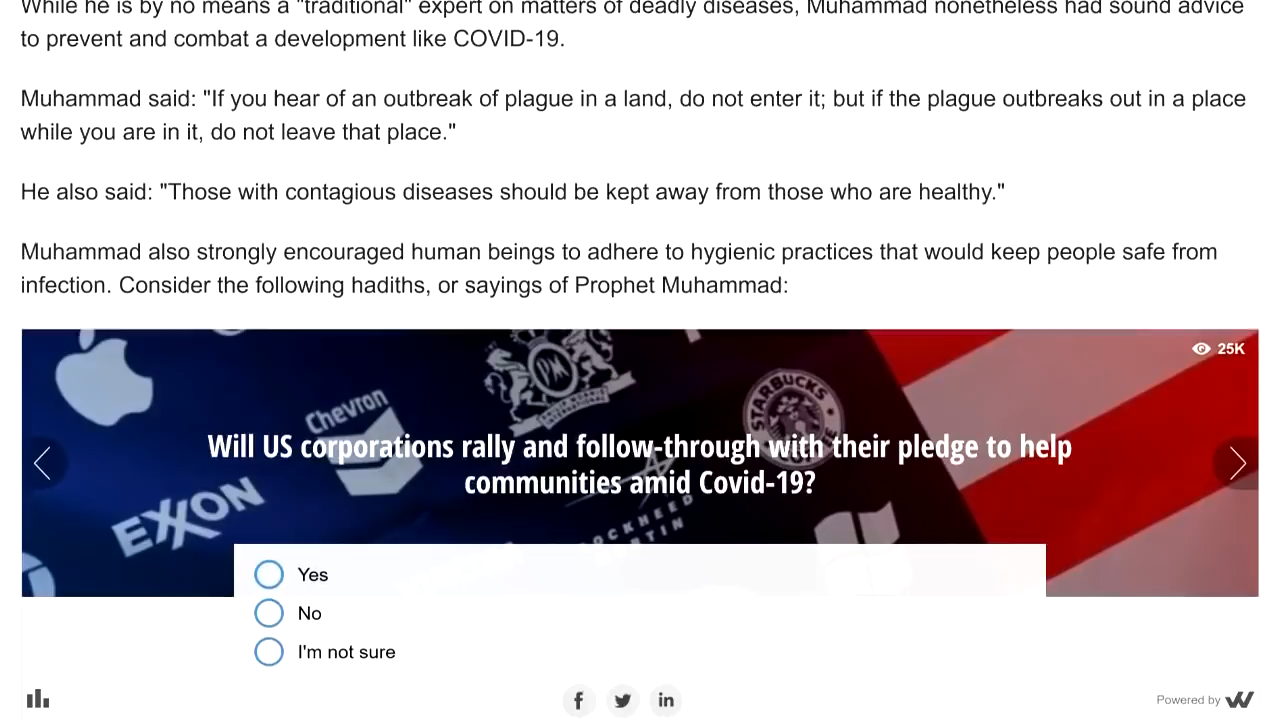 While he is by no means a "traditional" expert on matters of deadly diseases, Muhammad nonetheless had sound advice
to prevent and combat a development like COVID-19.
Muhammad said: "If you hear of an outbreak of plague in a land, do not enter it; but if the plague outbreaks out in a place
while you are in it, do not leave that place."
He also said: "Those with contagious diseases should be kept away from those who are healthy."
Muhammad also strongly encouraged human beings to adhere to hygienic practices that would keep people safe from
infection. Consider the following hadiths, or sayings of Prophet Muhammad:
25K
PM
Chevron
STARBUCKS
Will US corporations rally and follow-through with their pledge to help
communities amid Covid-19?
EXXON
Yes
No
I'm not sure
f
in
Powered by